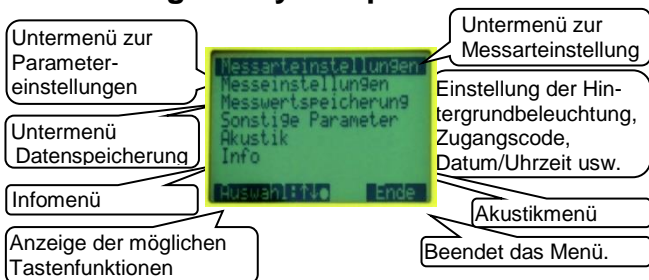 Untermenü zur
Parameter-
einstellungen
Untermenü
Datenspeicherung
Infomenü
Anzeige der möglichen
Tastenfunktionen
Messarteinstellungen
Messeinstellungen
Messwertspeicherung
Sonstige Parameter
Akustik
Info
Auswahl:↑↓● Ende
Untermenü zur
Messarteinstellung
Einstellung der Hin-
tergrundbeleuchtung,
Zugangscode,
Datum/Uhrzeit usw.
Akustikmenü
Beendet das Menü.